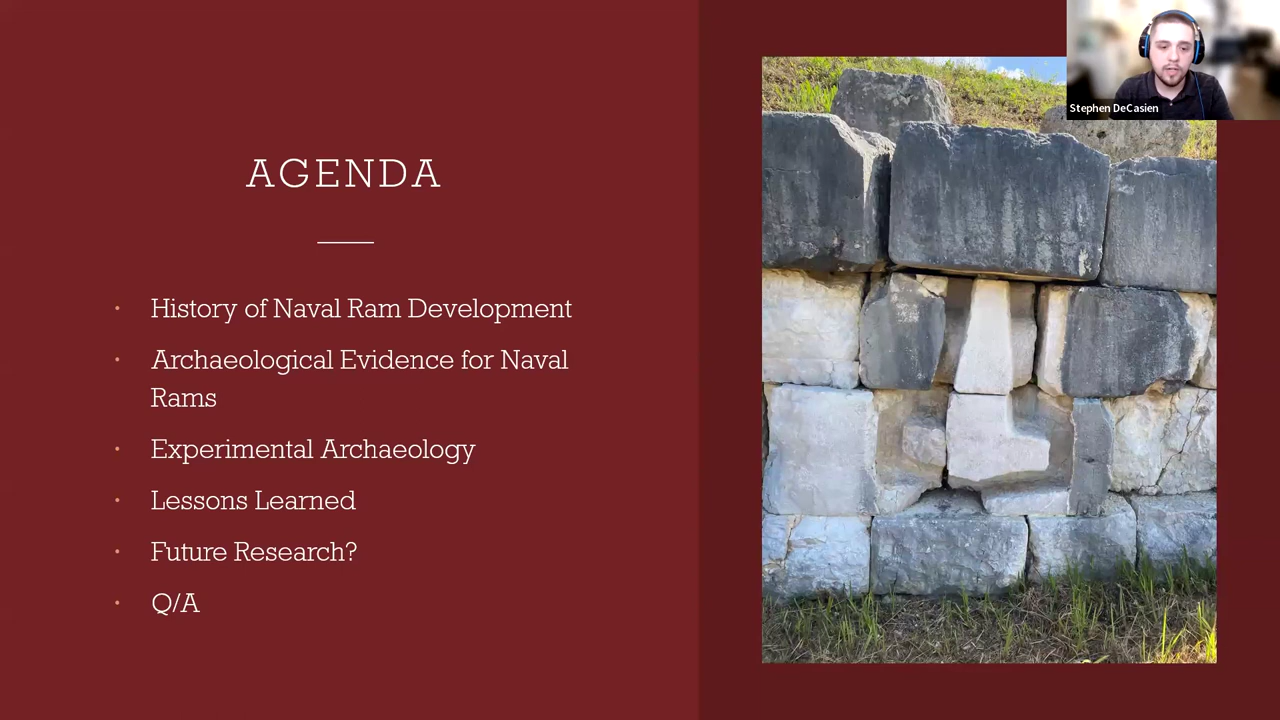 Stephen DeCasien
AGENDA
· History of Naval Ram Development
· Archaeological Evidence for Naval
Rams
· Experimental Archaeology
· Lessons Learned
· Future Research?
· Q/A